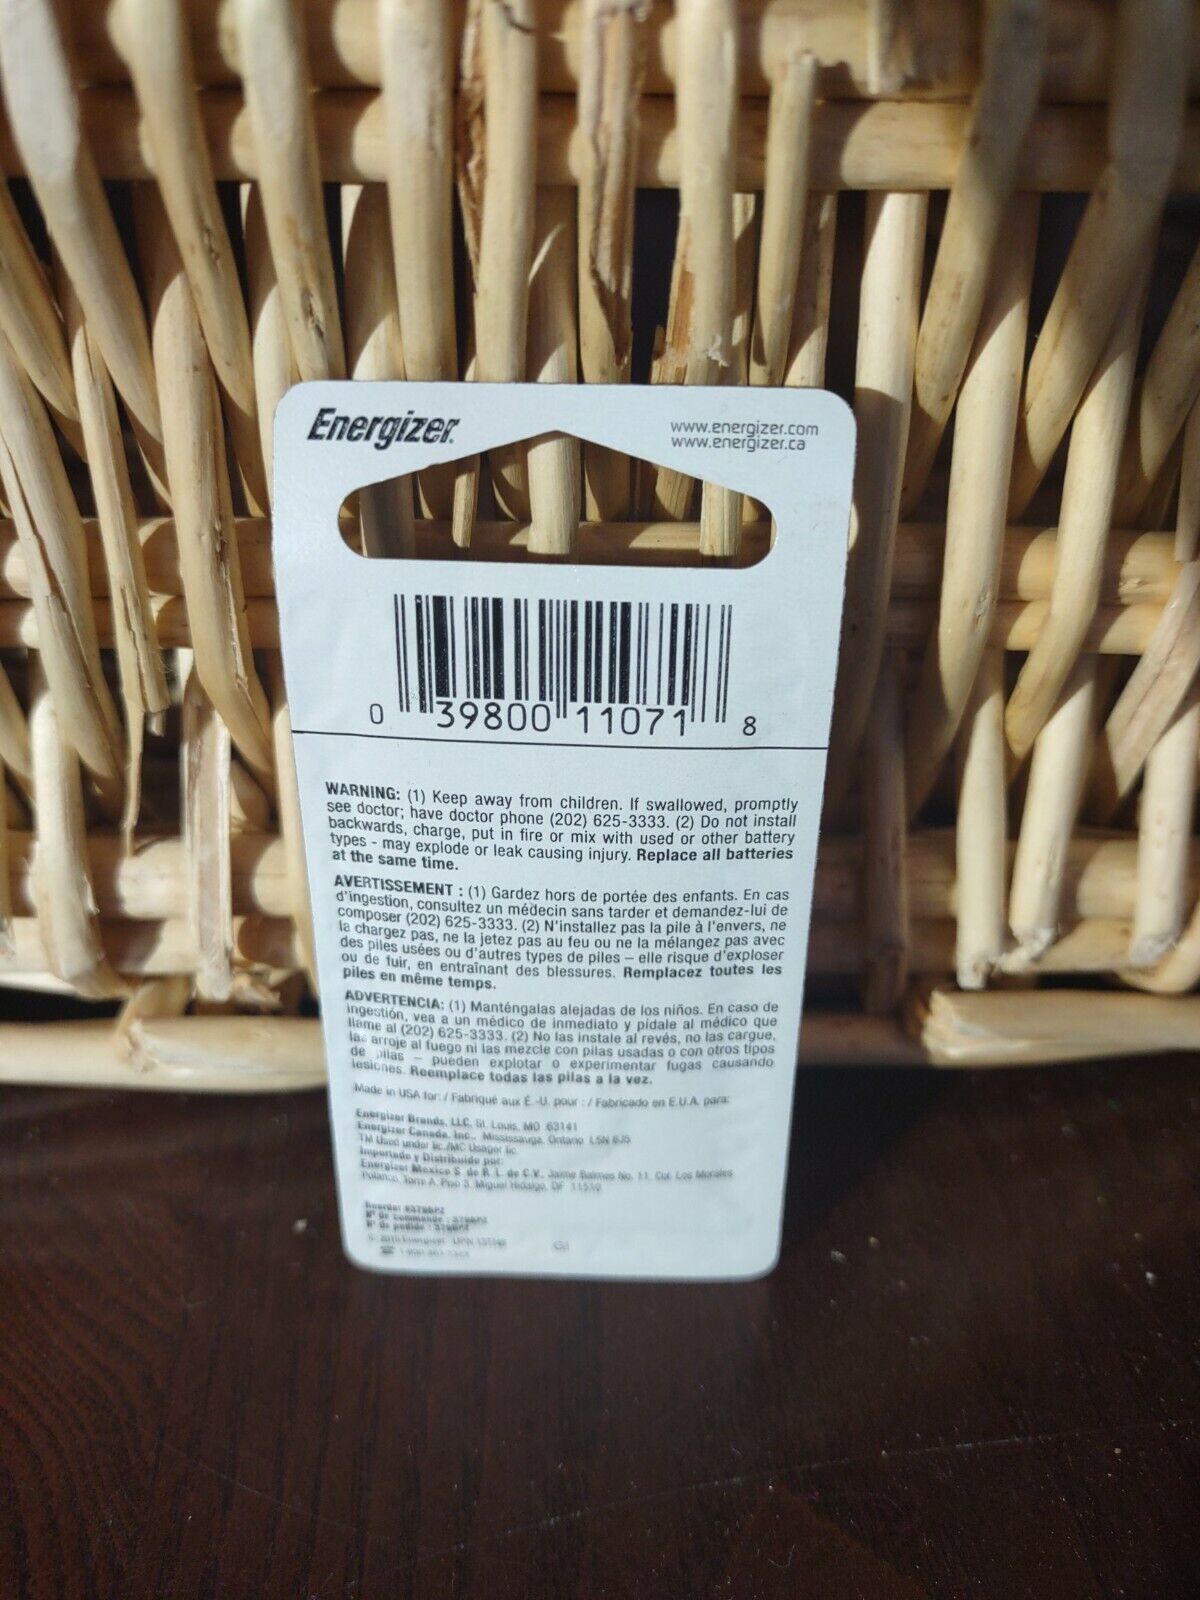 Energizer.
www.energizer.com
www.energizer.ca
0 39800 11071 8
WARNING: (1) Keep away from children. If swallowed, promptly
see doctor; have doctor phone (202) 625-3333. (2) Do not install
backwards, charge, put in fire or mix with used or other battery
types - may explode or leak causing injury. Replace all batteries
at the same time.
AVERTISSEMENT : (1) Gardez hors de portée des enfants. En cas
d'ingestion, consultez un médecin sans tarder et demandez-lui de
composer (202) 625-3333. (2) N'installez pas la pile à l'envers, ne
la chargez pas, ne la jetez pas au feu ou ne la mélangez pas avec
des piles usées ou d'autres types de piles – elle risque d'exploser
ou de fuir, en entraînant des blessures. Remplacez toutes les
piles en même temps.
ADVERTENCIA: (1) Manténgalas alejadas de los niños. En caso de
ingestión, vea a un médico de inmediato y pídale al médico que
llame al (202) 625-3333. (2) No las instale al revés, no las cargue,
las arroje al fuego ni las mezcle con pilas usadas o con otros tipos
de pilas – pueden explotar o experimentar fugas causando
lesiones. Reemplace todas las pilas a la vez.
Made in USA for: / Fabriqué aux É.-U. pour : / Fabricado en E.U.A. para:
Energizer Brands, LLC, St. Louis, MO 63141
Energizer Canada, Inc., Mississauga, Ontario L5N 6J5
TM Used under lic./MC Usager lic.
Importado y Distribuido por:
Energizer Mexico S. de R. L. de C.V., Jaime Balmes No. 11, Col. Los Morales
Polanco, Torre A, Piso 3, Miguel Hidalgo, DF 11510
N° de commande :
N° de pedido :
Energizer